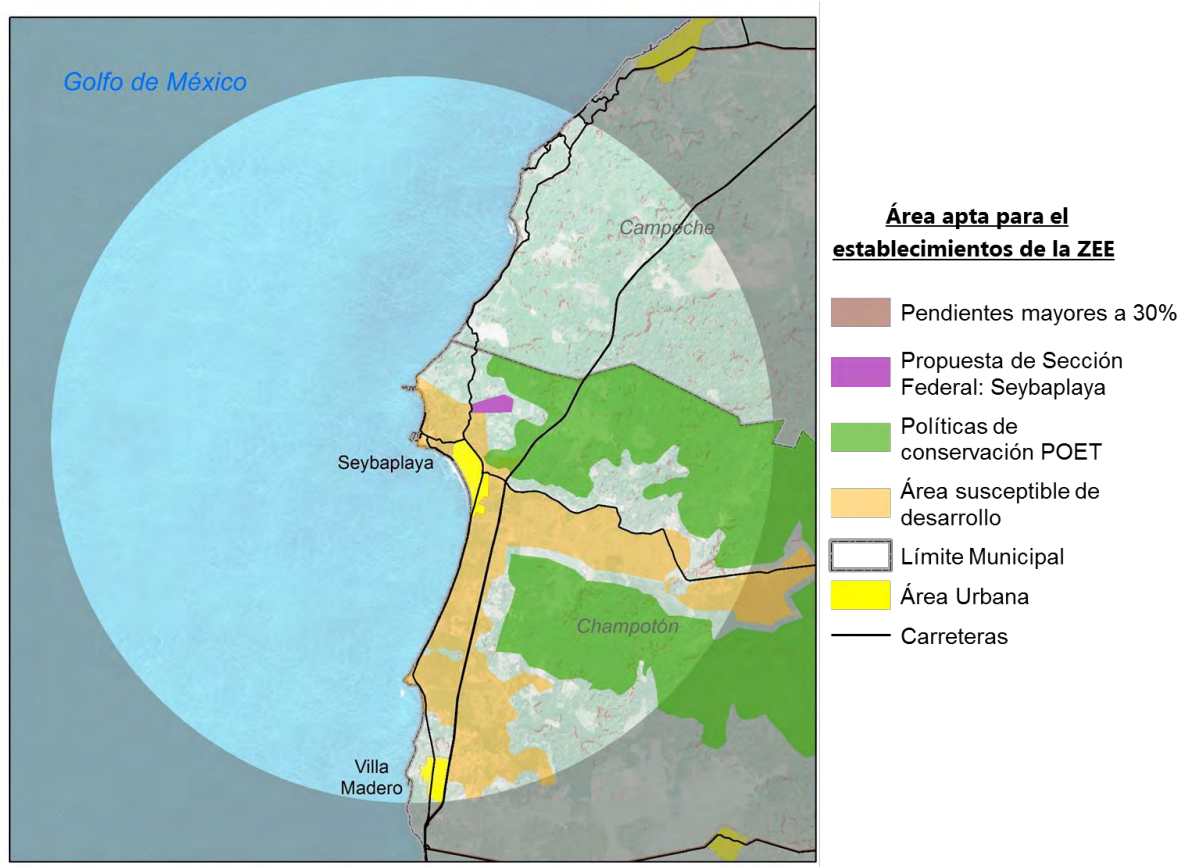 Golfo de México
Campeche
Seybaplaya
Champotón
Villa
Madero
Área apta para el
establecimientos de la ZEE
Pendientes mayores a 30%
Propuesta de Sección
Federal: Seybaplaya
Políticas de
conservación POET
Área susceptible de
desarrollo
Límite Municipal
Área Urbana
Carreteras